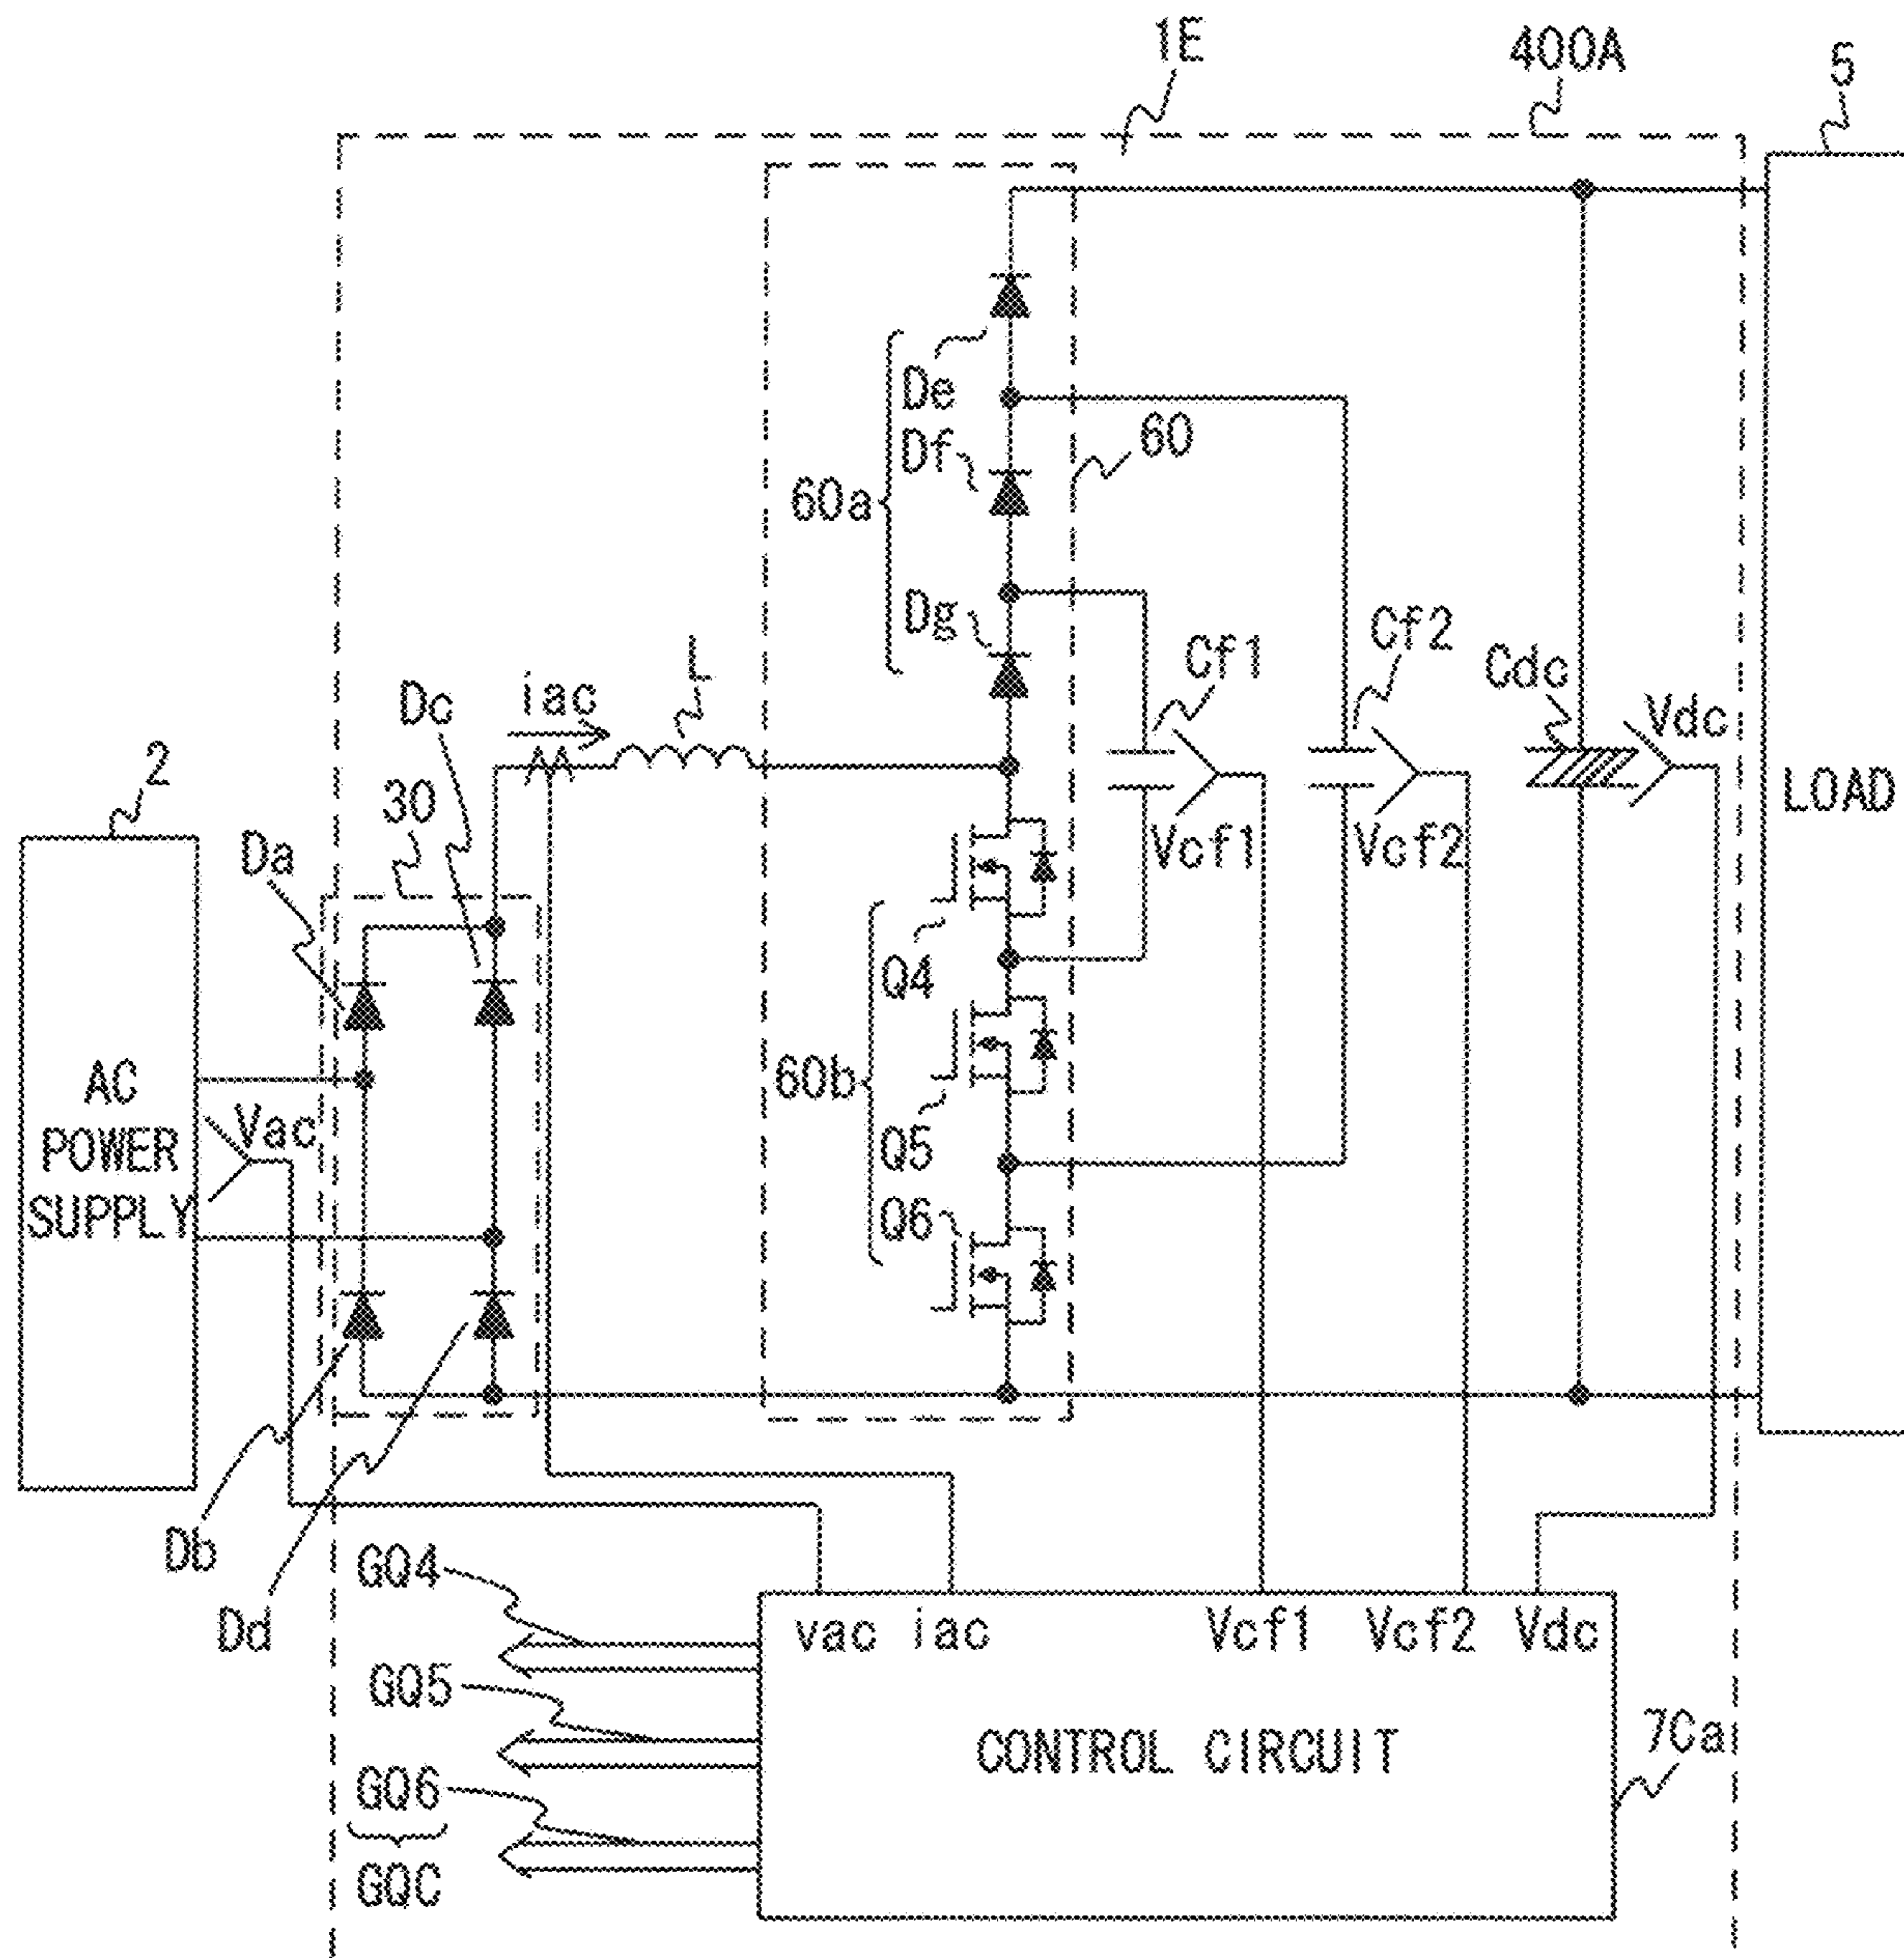 1E
400A
5
De
Df
60
60a
Dg
Cf1
Cf2
Cdc
L
iac
Dc
Vdc
2
30
LOAD
Da
Vcf1
Vcf2
Q4
AC
POWER
SUPPLY
Vac
60b
Q5
Q6
Db
Dd
GQ4
vac
iac
Vcf1
Vcf2
Vdc
GQ5
CONTROL CIRCUIT
7Ca
GQ6
GQC